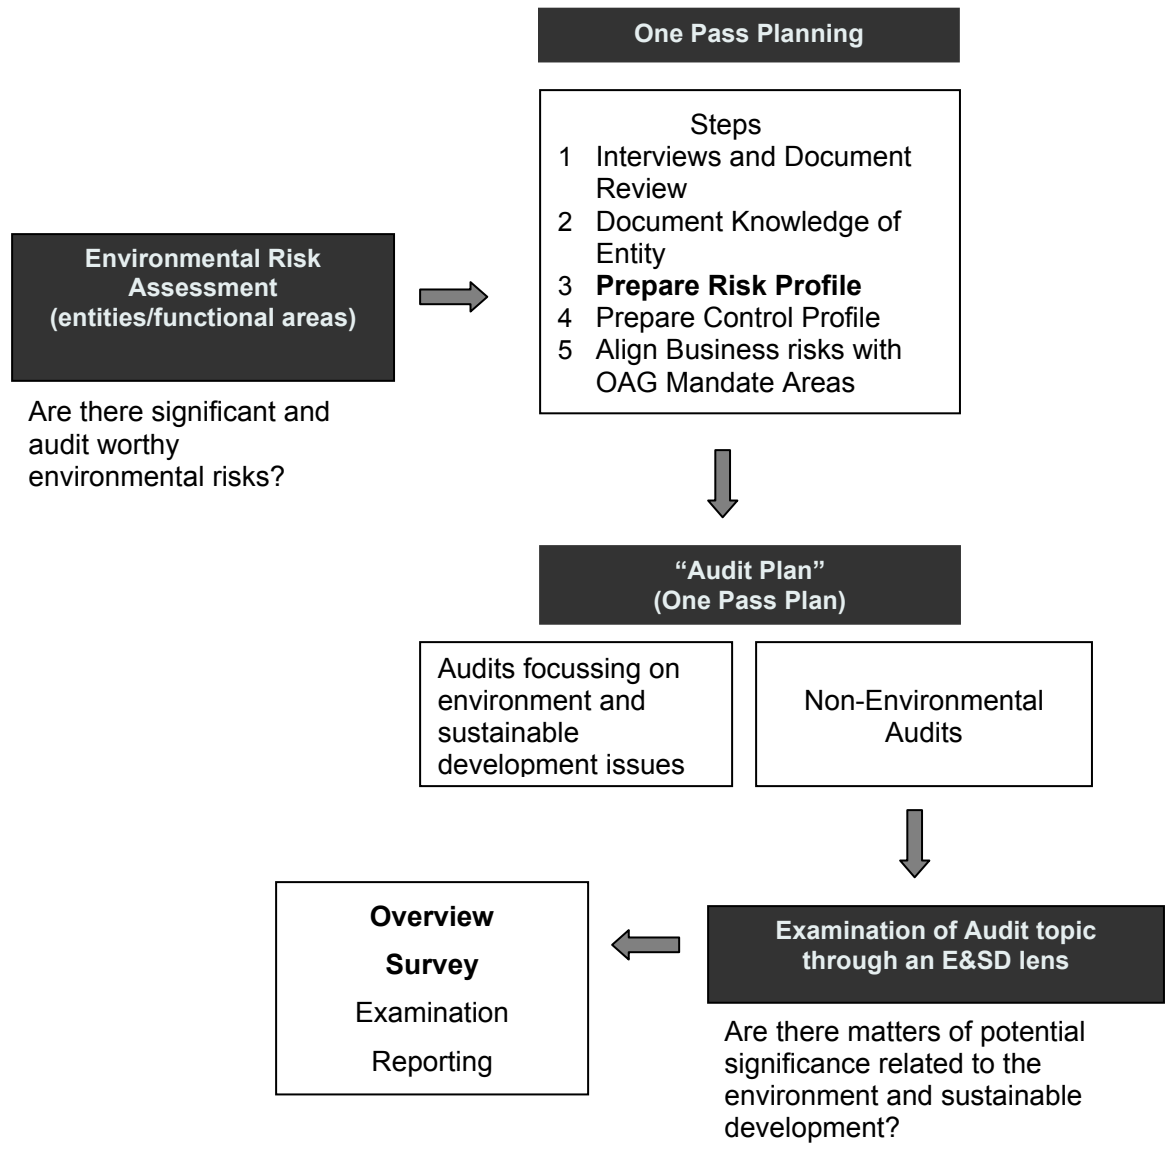 One Pass Planning
Steps
1 Interviews and Document
Review
2 Document Knowledge of
Entity
3 Prepare Risk Profile
4 Prepare Control Profile
5 Align Business risks with
OAG Mandate Areas
Environmental Risk
Assessment
(entities/functional areas)
Are there significant and
audit worthy
environmental risks?
“Audit Plan”
(One Pass Plan)
Audits focussing on
environment and
sustainable
development issues
Non-Environmental
Audits
Examination of Audit topic
through an E&SD lens
Are there matters of potential
significance related to the
environment and sustainable
development?
Overview
Survey
Examination
Reporting